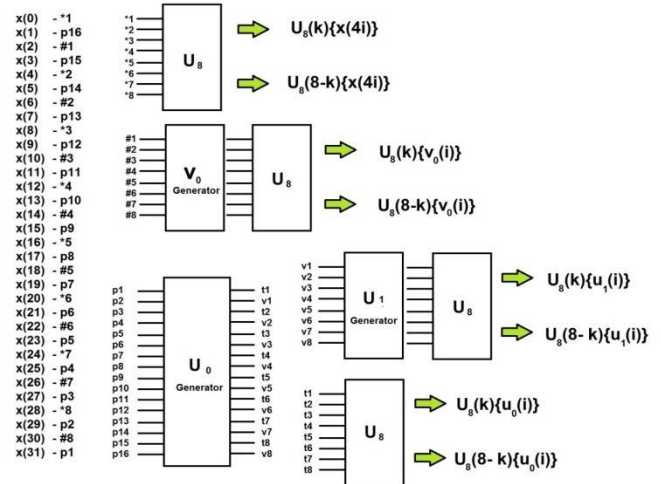 x(0) - *1
x(1) - p16
x(2) - #1
x(3) - p15
x(4) - *2
x(5) - p14
x(6) - #2
x(7) - p13
x(8) - *3
x(9) - p12
x(10) - #3
x(11) - p11
x(12) - *4
x(13) - p10
x(14) - #4
x(15) - p9
x(16) - *5
x(17) - p8
x(18) - #5
x(19) - p7
x(20) - *6
x(21) - p6
x(22) - #6
x(23) - p5
x(24) - *7
x(25) - p4
x(26) - #7
x(27) - p3
x(28) - *8
x(29) - p2
x(30) - #8
x(31) - p1
*1
*2
*3
*4
*5
*6
*7
*8
U₈
U₈(k){x(4i)}
U₈(8-k){x(4i)}
#1
#2
#3
#4
#5
#6
#7
#8
V₀
Generator
U₈
U₈(k){v₀(i)}
U₈(8-k){v₀(i)}
p1
p2
p3
p4
p5
p6
p7
p8
p9
p10
p11
p12
p13
p14
p15
p16
U₀
Generator
t1
v1
t2
v2
t3
v3
t4
v4
t5
v5
t6
v6
t7
v7
t8
v8
v1
v2
v3
v4
v5
v6
v7
v8
U₁
Generator
U₈
U₈(k){u₁(i)}
U₈(8- k){u₁(i)}
t1
t2
t3
t4
t5
t6
t7
t8
U₈
U₈(k){u₀(i)}
U₈(8- k){u₀(i)}